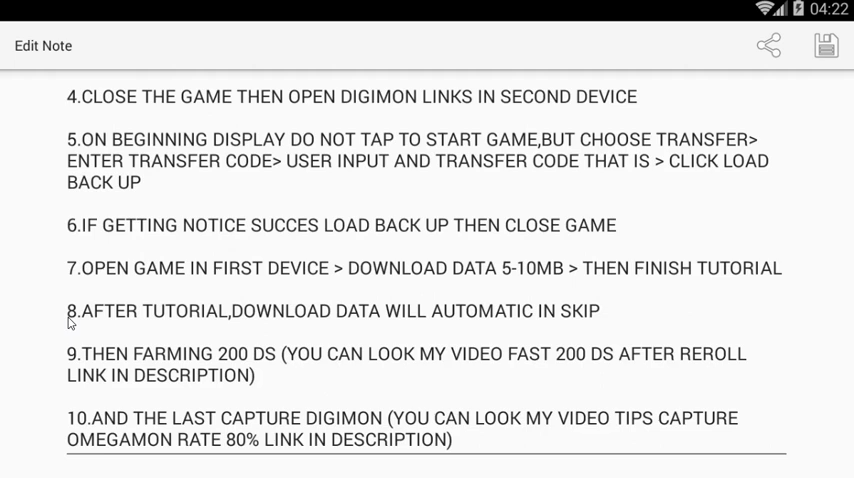 04:22
Edit Note
4.CLOSE THE GAME THEN OPEN DIGIMON LINKS IN SECOND DEVICE
5.ON BEGINNING DISPLAY DO NOT TAP TO START GAME,BUT CHOOSE TRANSFER>
ENTER TRANSFER CODE> USER INPUT AND TRANSFER CODE THAT IS > CLICK LOAD
BACK UP
6.IF GETTING NOTICE SUCCES LOAD BACK UP THEN CLOSE GAME
7.OPEN GAME IN FIRST DEVICE > DOWNLOAD DATA 5-10MB > THEN FINISH TUTORIAL
8.AFTER TUTORIAL,DOWNLOAD DATA WILL AUTOMATIC IN SKIP
9.THEN FARMING 200 DS (YOU CAN LOOK MY VIDEO FAST 200 DS AFTER REROLL
LINK IN DESCRIPTION)
10.AND THE LAST CAPTURE DIGIMON (YOU CAN LOOK MY VIDEO TIPS CAPTURE
OMEGAMON RATE 80% LINK IN DESCRIPTION)